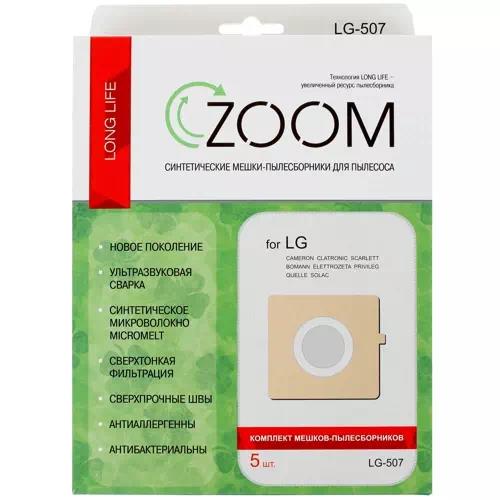 LG-507
LONG LIFE
Технология LONG LIFE –
увеличенный ресурс пылесборника
ZOOM
СИНТЕТИЧЕСКИЕ МЕШКИ-ПЫЛЕСБОРНИКИ ДЛЯ ПЫЛЕСОСА
НОВОЕ ПОКОЛЕНИЕ
УЛЬТРАЗВУКОВАЯ
СВАРКА
СИНТЕТИЧЕСКОЕ
МИКРОВОЛОКНО
MICROMELT
СВЕРХТОНКАЯ
ФИЛЬТРАЦИЯ
СВЕРХПРОЧНЫЕ ШВЫ
АНТИАЛЛЕРГЕННЫ
АНТИБАКТЕРИАЛЬНЫ
for LG
CAMERON CLATRONIC SCARLETT
BOMANN ELETTROZETA PRIVILEG
QUELLE SOLAC
КОМПЛЕКТ МЕШКОВ-ПЫЛЕСБОРНИКОВ
5 шт.
LG-507